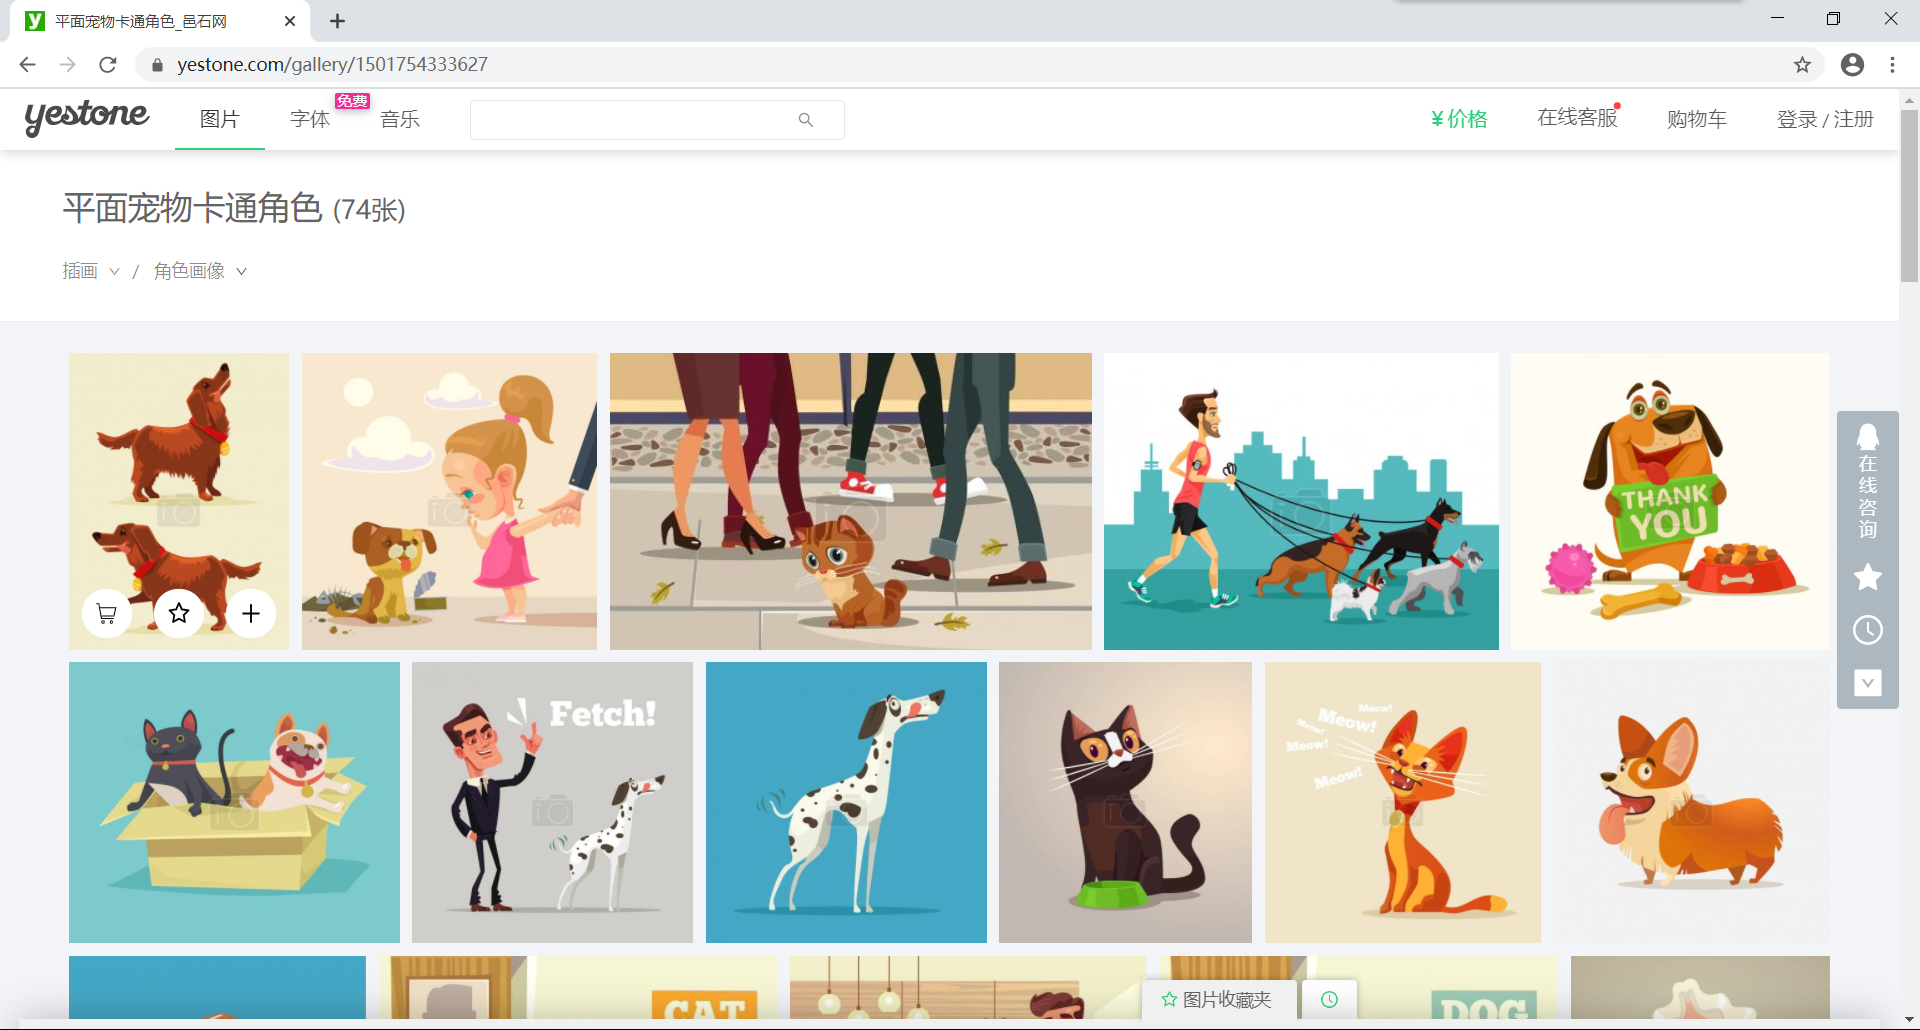 平面宠物卡通角色_邑石网
yestone.com/gallery/1501754333627
yestone
图片
字体
免费
音乐
¥价格
在线客服
购物车
登录 / 注册
平面宠物卡通角色 (74张)
插画 / 角色画像
THANK
YOU
在线咨询
Fetch!
Meow!
Meow!
Meow!
Meow!
Meow!
CAT
DOG
图片收藏夹